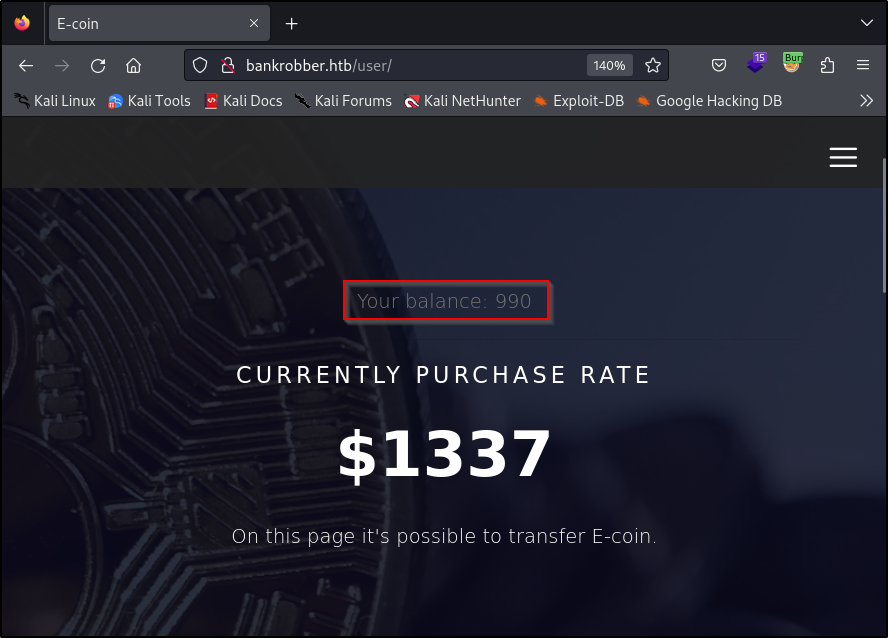 E-coin
bankrobber.htb/user/
140%
15
Bur
Kali Linux Kali Tools Kali Docs Kali Forums Kali NetHunter Exploit-DB Google Hacking DB
Your balance: 990
CURRENTLY PURCHASE RATE
$1337
On this page it's possible to transfer E-coin.